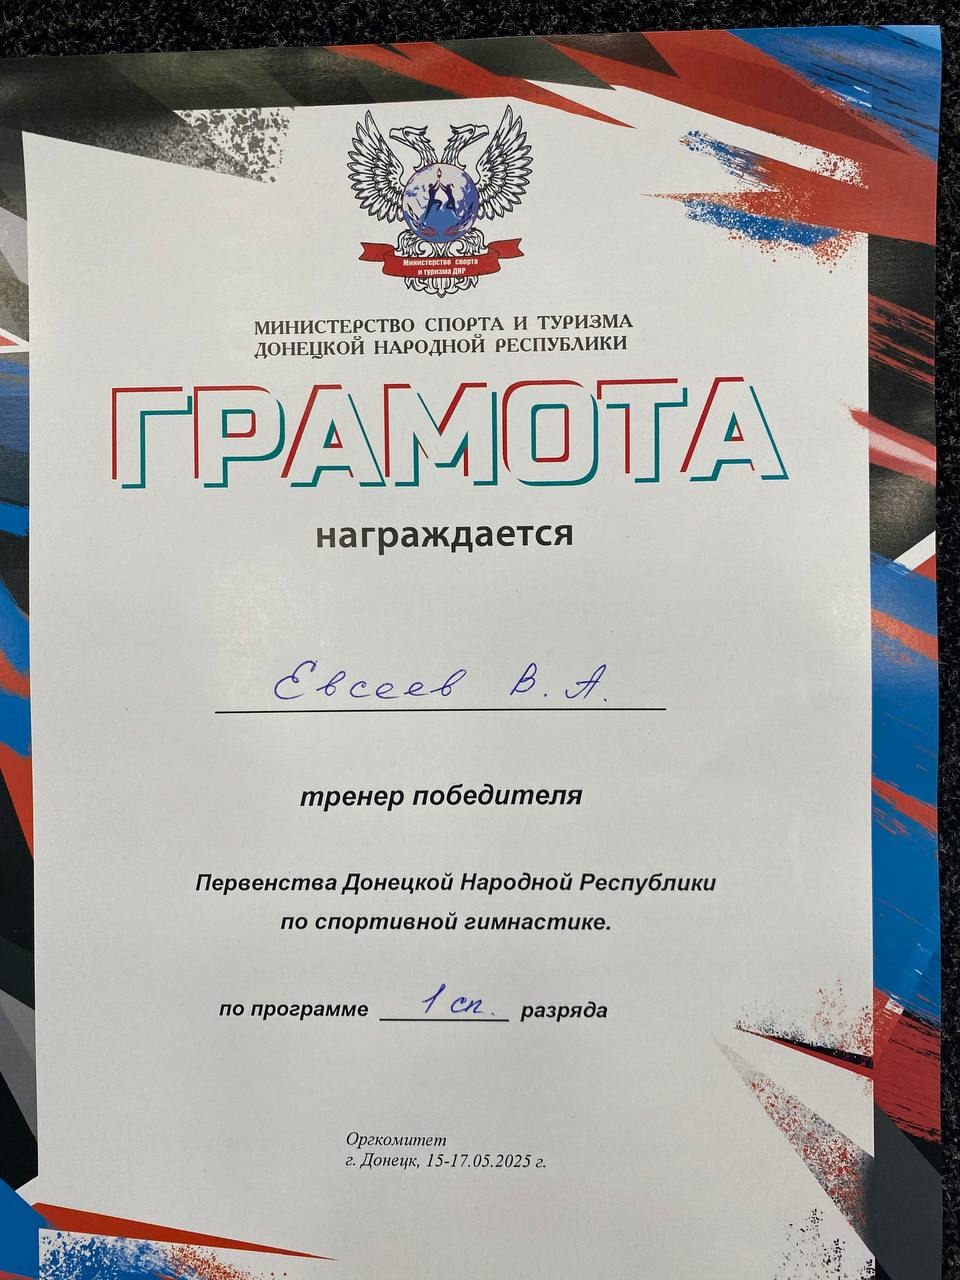 Министерство спорта
и туризма ДНР
МИНИСТЕРСТВО СПОРТА И ТУРИЗМА
ДОНЕЦКОЙ НАРОДНОЙ РЕСПУБЛИКИ
ГРАМОТА
награждается
Евсеев В. А.
тренер победителя
Первенства Донецкой Народной Республики
по спортивной гимнастике.
по программе 1 сп. разряда
Оргкомитет
г. Донецк, 15-17.05.2025 г.